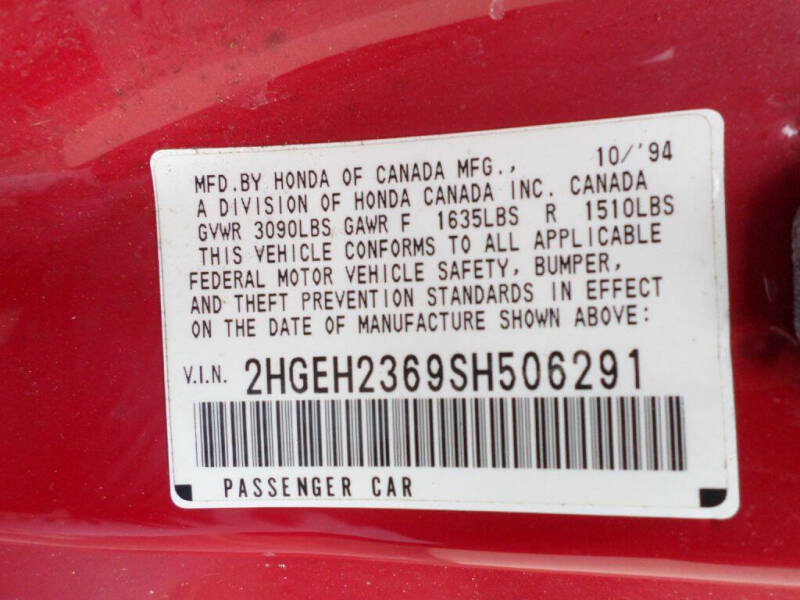 MFD.BY HONDA OF CANADA MFG., 10/'94
A DIVISION OF HONDA CANADA INC. CANADA
GVWR 3090LBS GAWR F 1635LBS R 1510LBS
THIS VEHICLE CONFORMS TO ALL APPLICABLE
FEDERAL MOTOR VEHICLE SAFETY, BUMPER,
AND THEFT PREVENTION STANDARDS IN EFFECT
ON THE DATE OF MANUFACTURE SHOWN ABOVE:
V.I.N. 2HGEH2369SH506291
PASSENGER CAR